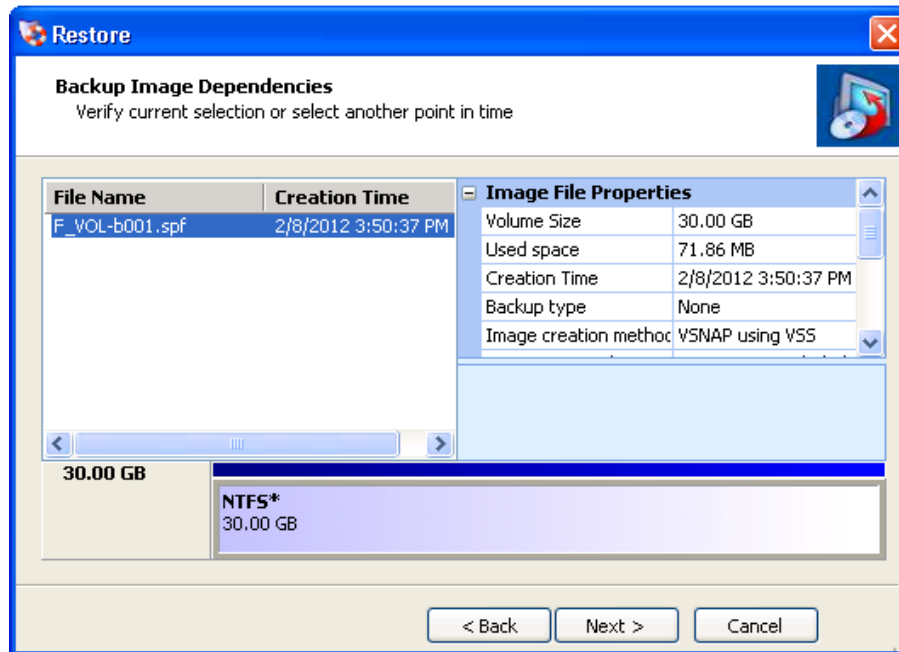 Restore
Backup Image Dependencies
Verify current selection or select another point in time
File Name Creation Time
F_VOL-b001.spf 2/8/2012 3:50:37 PM
Image File Properties
Volume Size 30.00 GB
Used space 71.86 MB
Creation Time 2/8/2012 3:50:37 PM
Backup type None
Image creation methoc VSNAP using VSS
30.00 GB
NTFS*
30.00 GB
< Back Next > Cancel